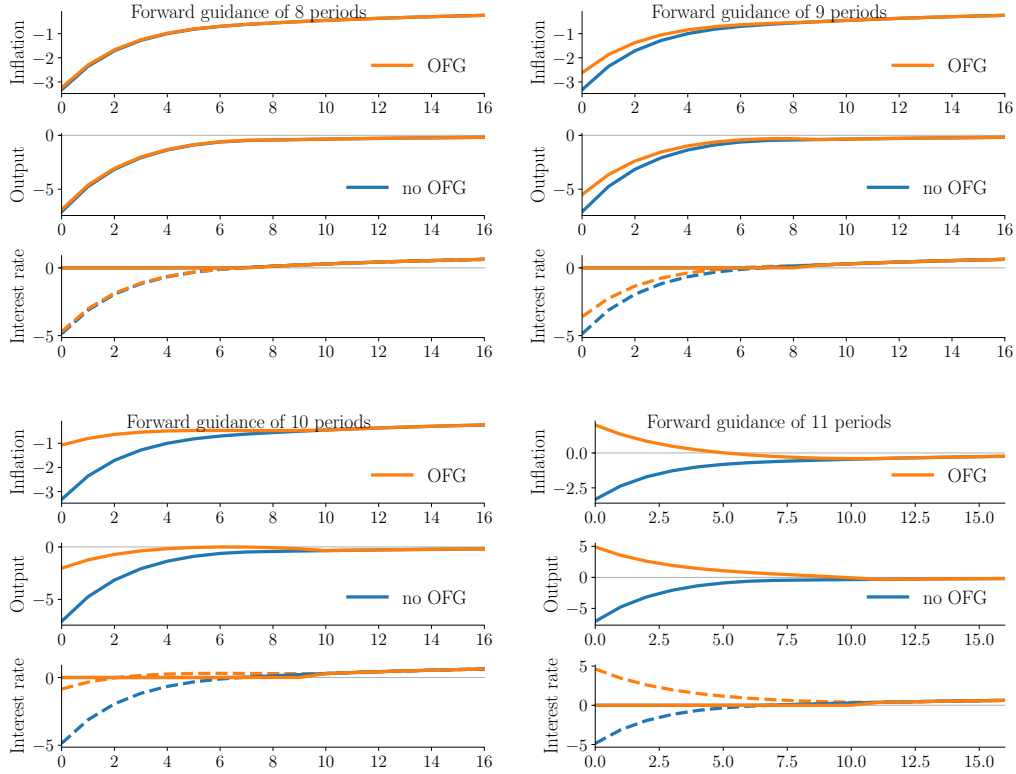 Forward guidance of 8 periods
Inflation
−1
−2
−3
OFG
0 2 4 6 8 10 12 14 16
Output
0
−5
no OFG
0 2 4 6 8 10 12 14 16
Interest rate
0
−5
0 2 4 6 8 10 12 14 16
Forward guidance of 9 periods
Inflation
−1
−2
−3
OFG
0 2 4 6 8 10 12 14 16
Output
0
−5
no OFG
0 2 4 6 8 10 12 14 16
Interest rate
0
−5
0 2 4 6 8 10 12 14 16
Forward guidance of 10 periods
Inflation
−1
−2
−3
OFG
0 2 4 6 8 10 12 14 16
Output
0
−5
no OFG
0 2 4 6 8 10 12 14 16
Interest rate
0
−5
0 2 4 6 8 10 12 14 16
Forward guidance of 11 periods
Inflation
0.0
−2.5
OFG
0.0 2.5 5.0 7.5 10.0 12.5 15.0
Output
5
0
−5
no OFG
0.0 2.5 5.0 7.5 10.0 12.5 15.0
Interest rate
5
0
−5
0.0 2.5 5.0 7.5 10.0 12.5 15.0